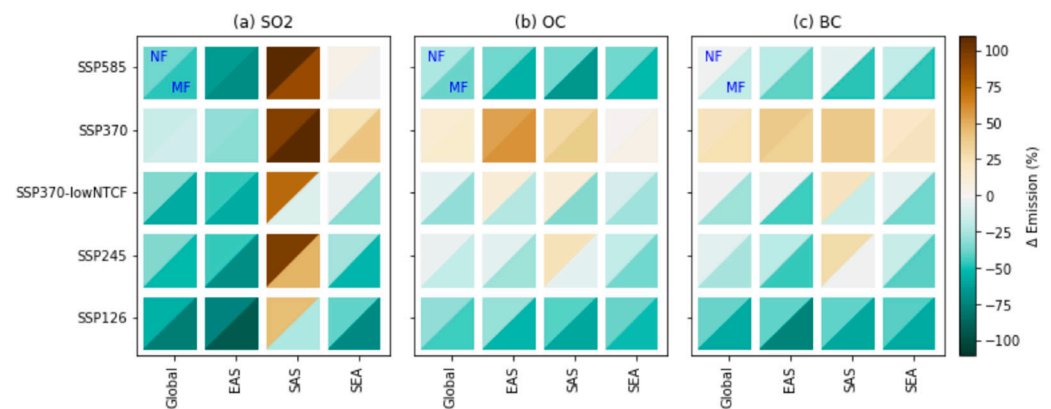 (a) SO2
(b) OC
(c) BC
SSP585
SSP370
SSP370-lowNTCF
SSP245
SSP126
NF
MF
NF
MF
NF
MF
Global
EAS
SAS
SEA
Global
EAS
SAS
SEA
Global
EAS
SAS
SEA
100
75
50
25
0
−25
−50
−75
−100
Δ Emission (%)